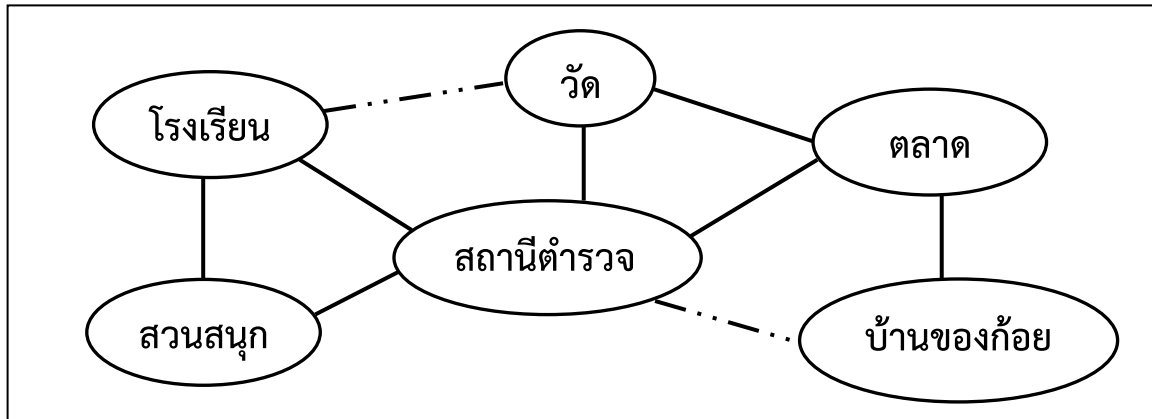 วัด
โรงเรียน
ตลาด
สถานีตำรวจ
สวนสนุก
บ้านของก้อย